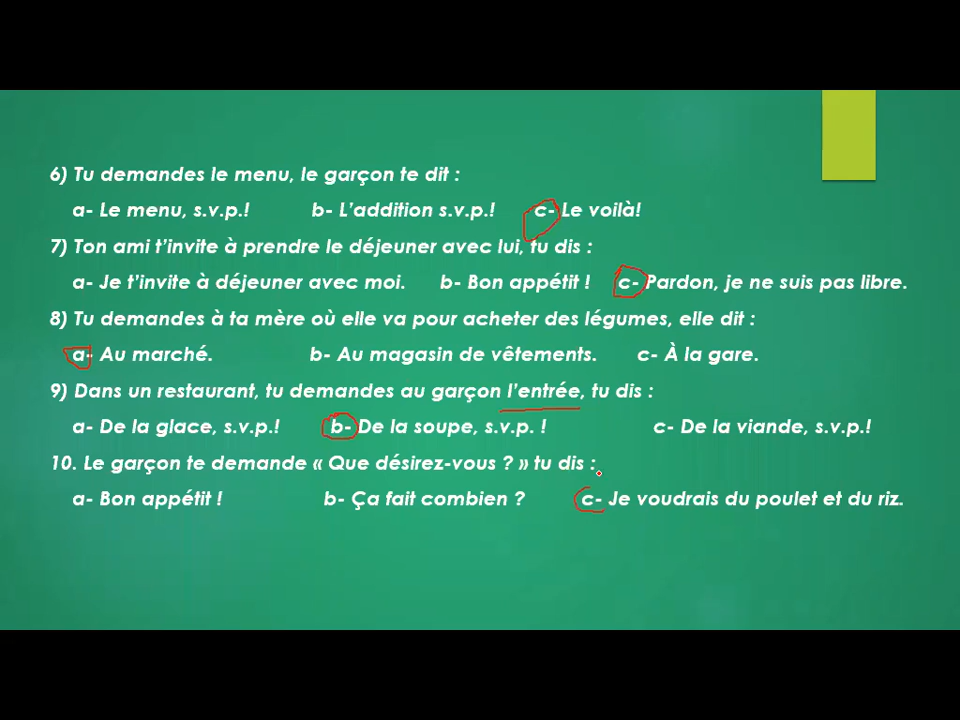 6) Tu demandes le menu, le garçon te dit :
a- Le menu, s.v.p.! b- L'addition s.v.p.! c- Le voilà!
7) Ton ami t'invite à prendre le déjeuner avec lui, tu dis :
a- Je t'invite à déjeuner avec moi. b- Bon appétit ! c- Pardon, je ne suis pas libre.
8) Tu demandes à ta mère où elle va pour acheter des légumes, elle dit :
a- Au marché. b- Au magasin de vêtements. c- À la gare.
9) Dans un restaurant, tu demandes au garçon l'entrée, tu dis :
a- De la glace, s.v.p.! b- De la soupe, s.v.p. ! c- De la viande, s.v.p.!
10. Le garçon te demande « Que désirez-vous ? » tu dis :
a- Bon appétit ! b- Ça fait combien ? c- Je voudrais du poulet et du riz.